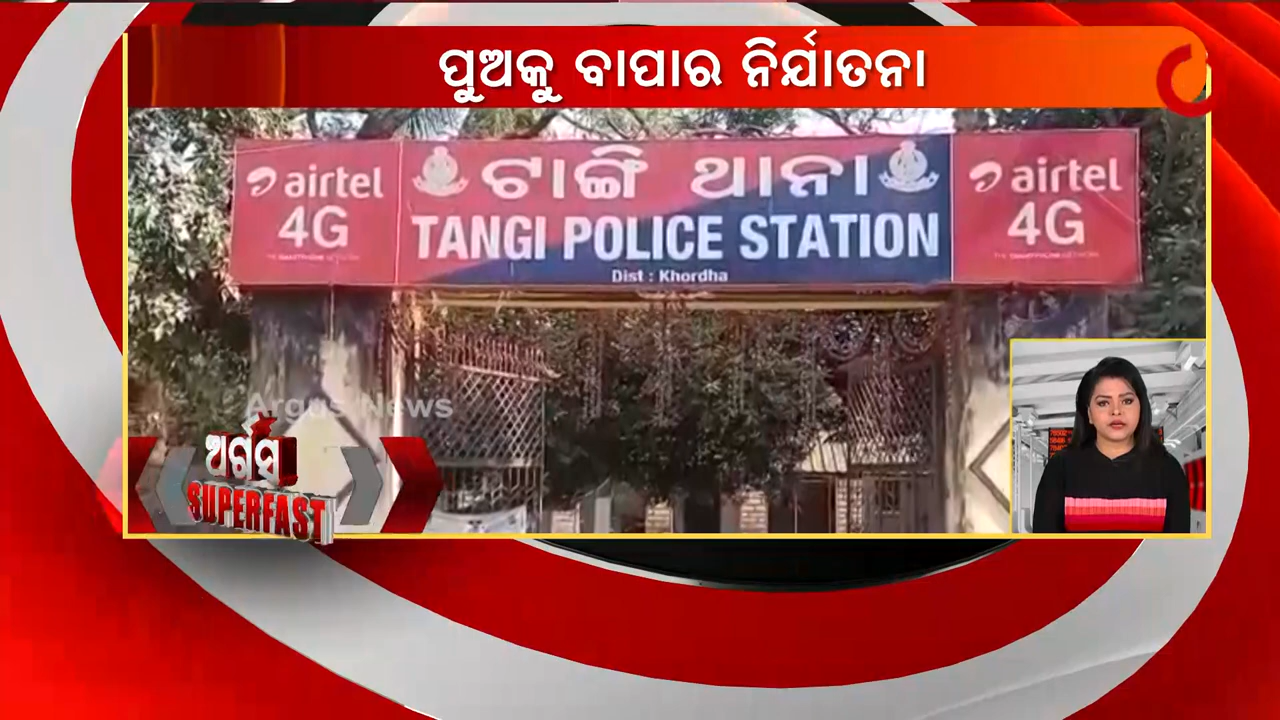 ପୁଅକୁ ବାପାର ନିର୍ଯାତନା
airtel
4G
ଟାଙ୍ଗି ଥାନା
TANGI POLICE STATION
Dist : Khordha
airtel
4G
Argus News
ଅର୍ଗସ
SUPERFAST